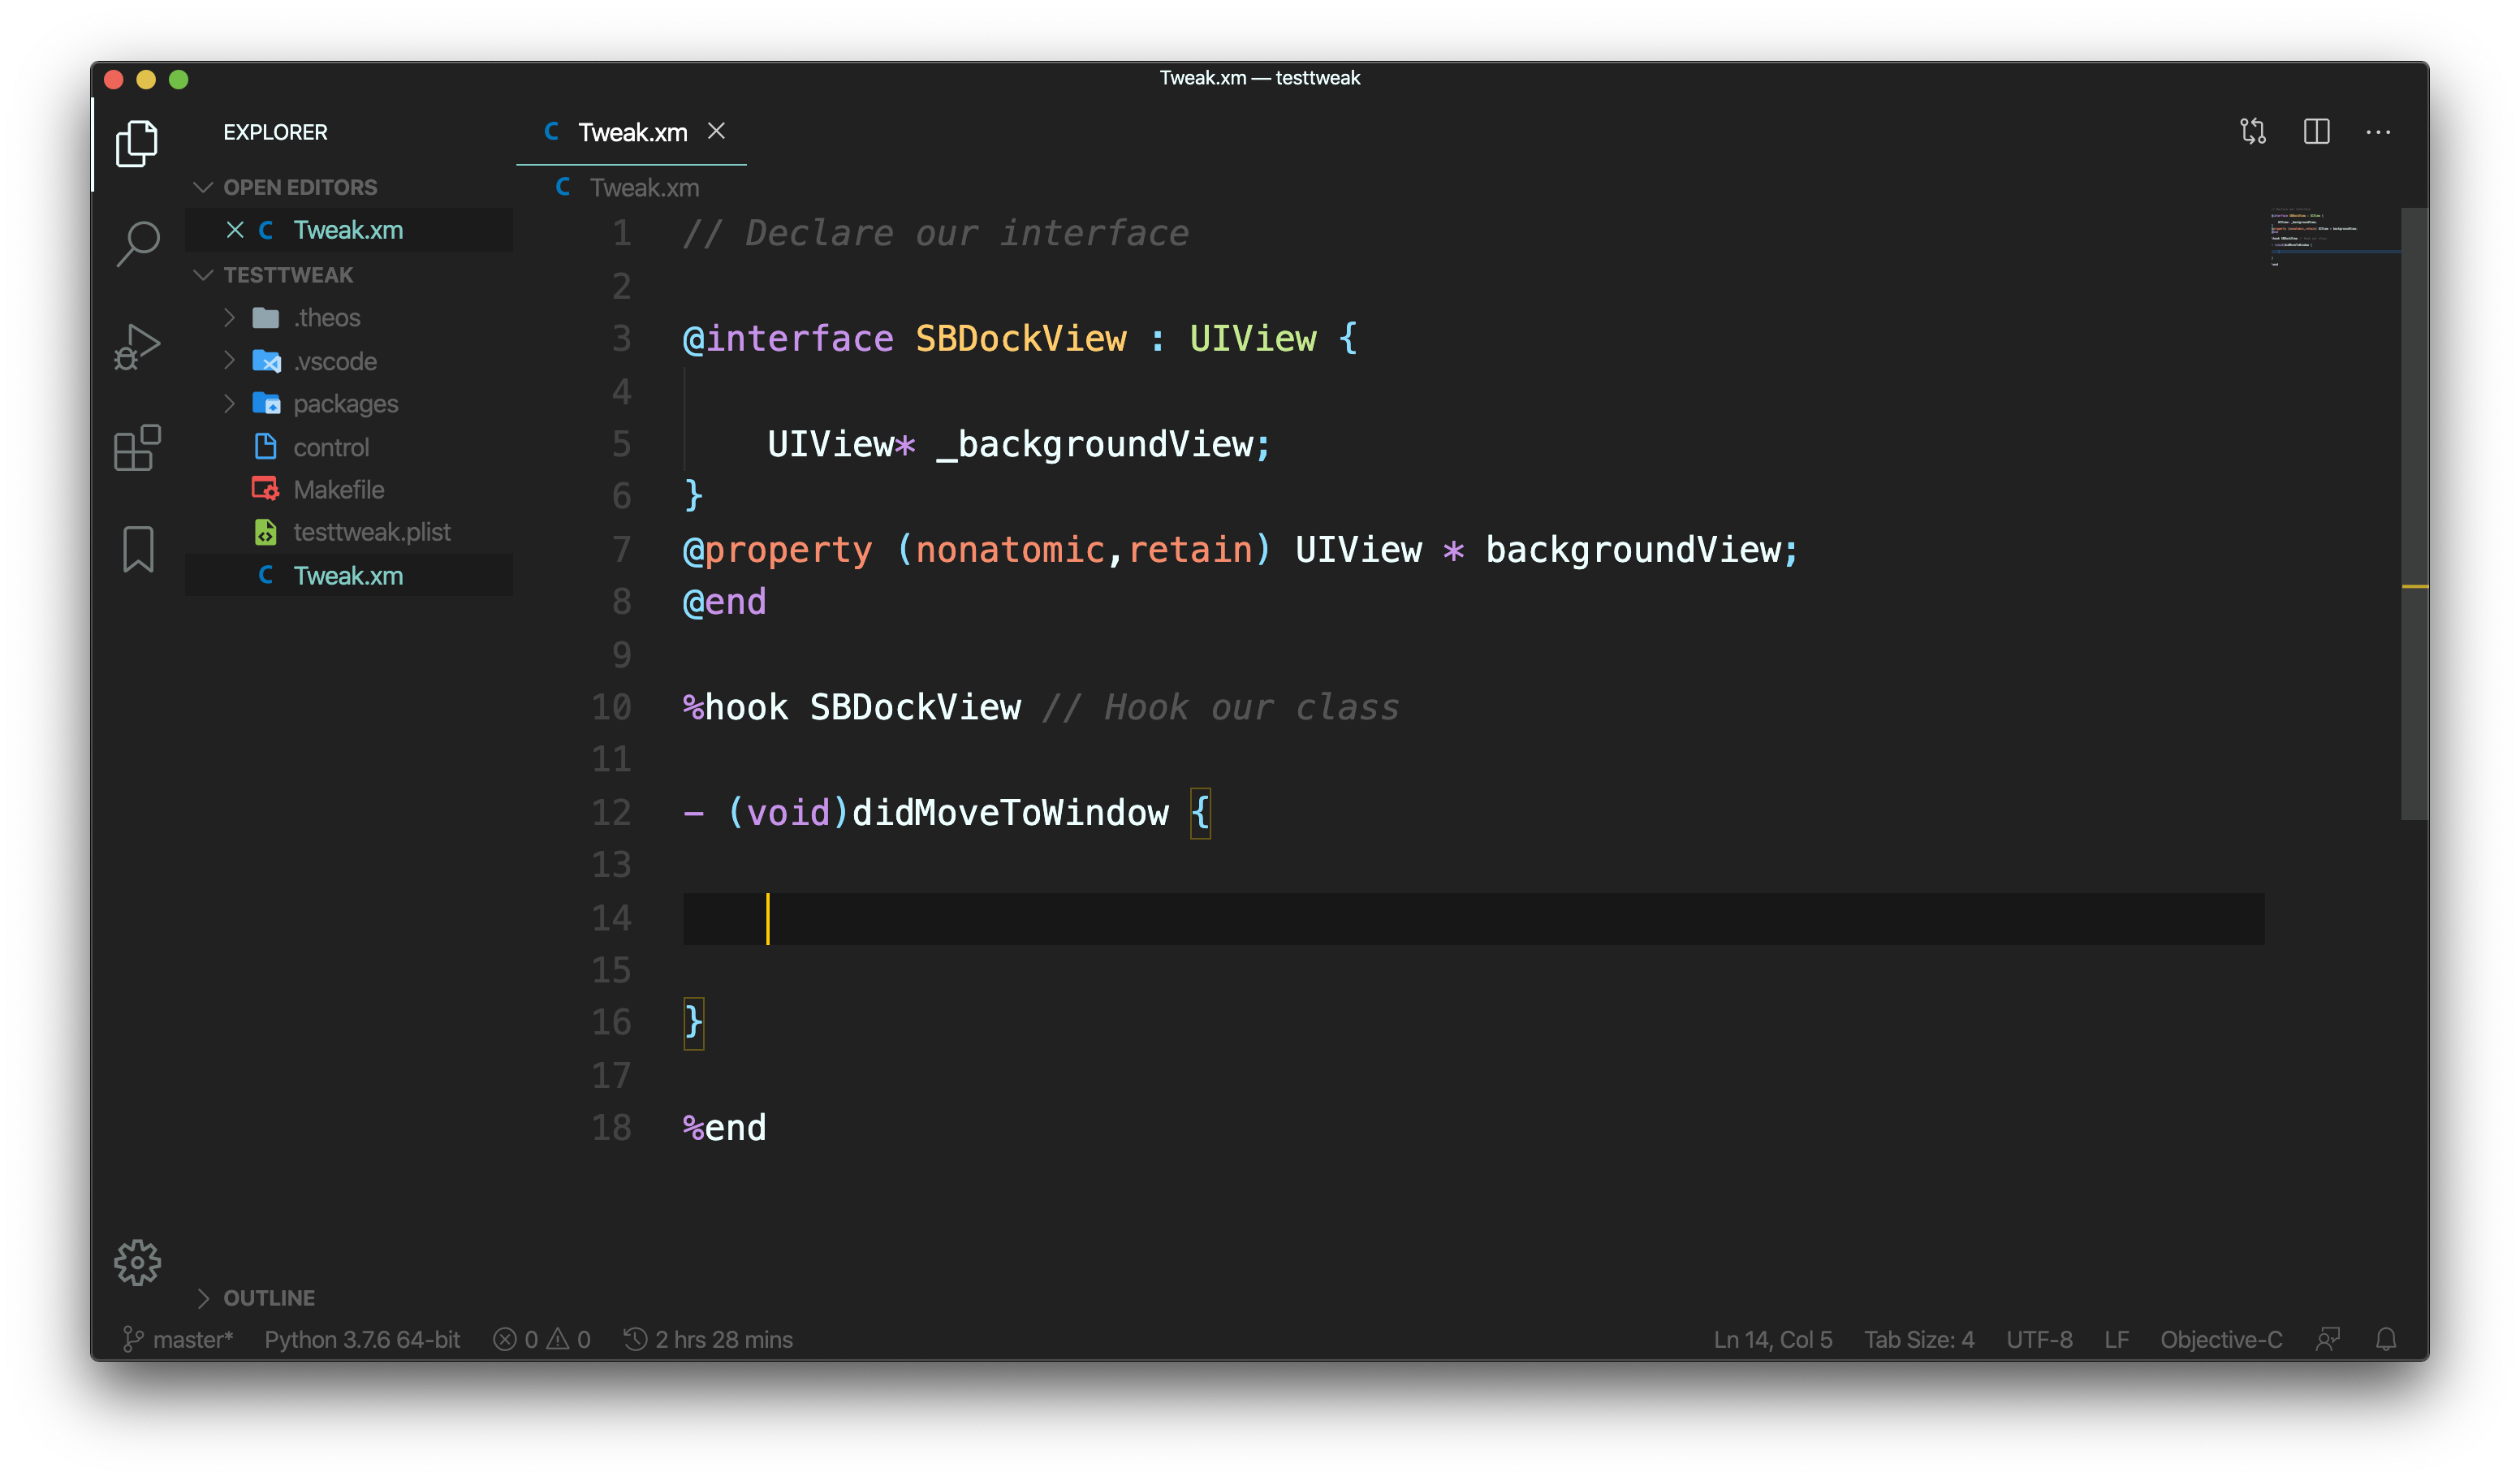 Tweak.xm — testtweak
EXPLORER
OPEN EDITORS
Tweak.xm
TESTTWEAK
.theos
.vscode
packages
control
Makefile
testtweak.plist
Tweak.xm
OUTLINE
Tweak.xm
Tweak.xm
1 // Declare our interface
2
3 @interface SBDockView : UIView {
4
5 UIView* _backgroundView;
6 }
7 @property (nonatomic,retain) UIView * backgroundView;
8 @end
9
10 %hook SBDockView // Hook our class
11
12 - (void)didMoveToWindow {
13
14
15
16 }
17
18 %end
master* Python 3.7.6 64-bit 0 0 2 hrs 28 mins Ln 14, Col 5 Tab Size: 4 UTF-8 LF Objective-C